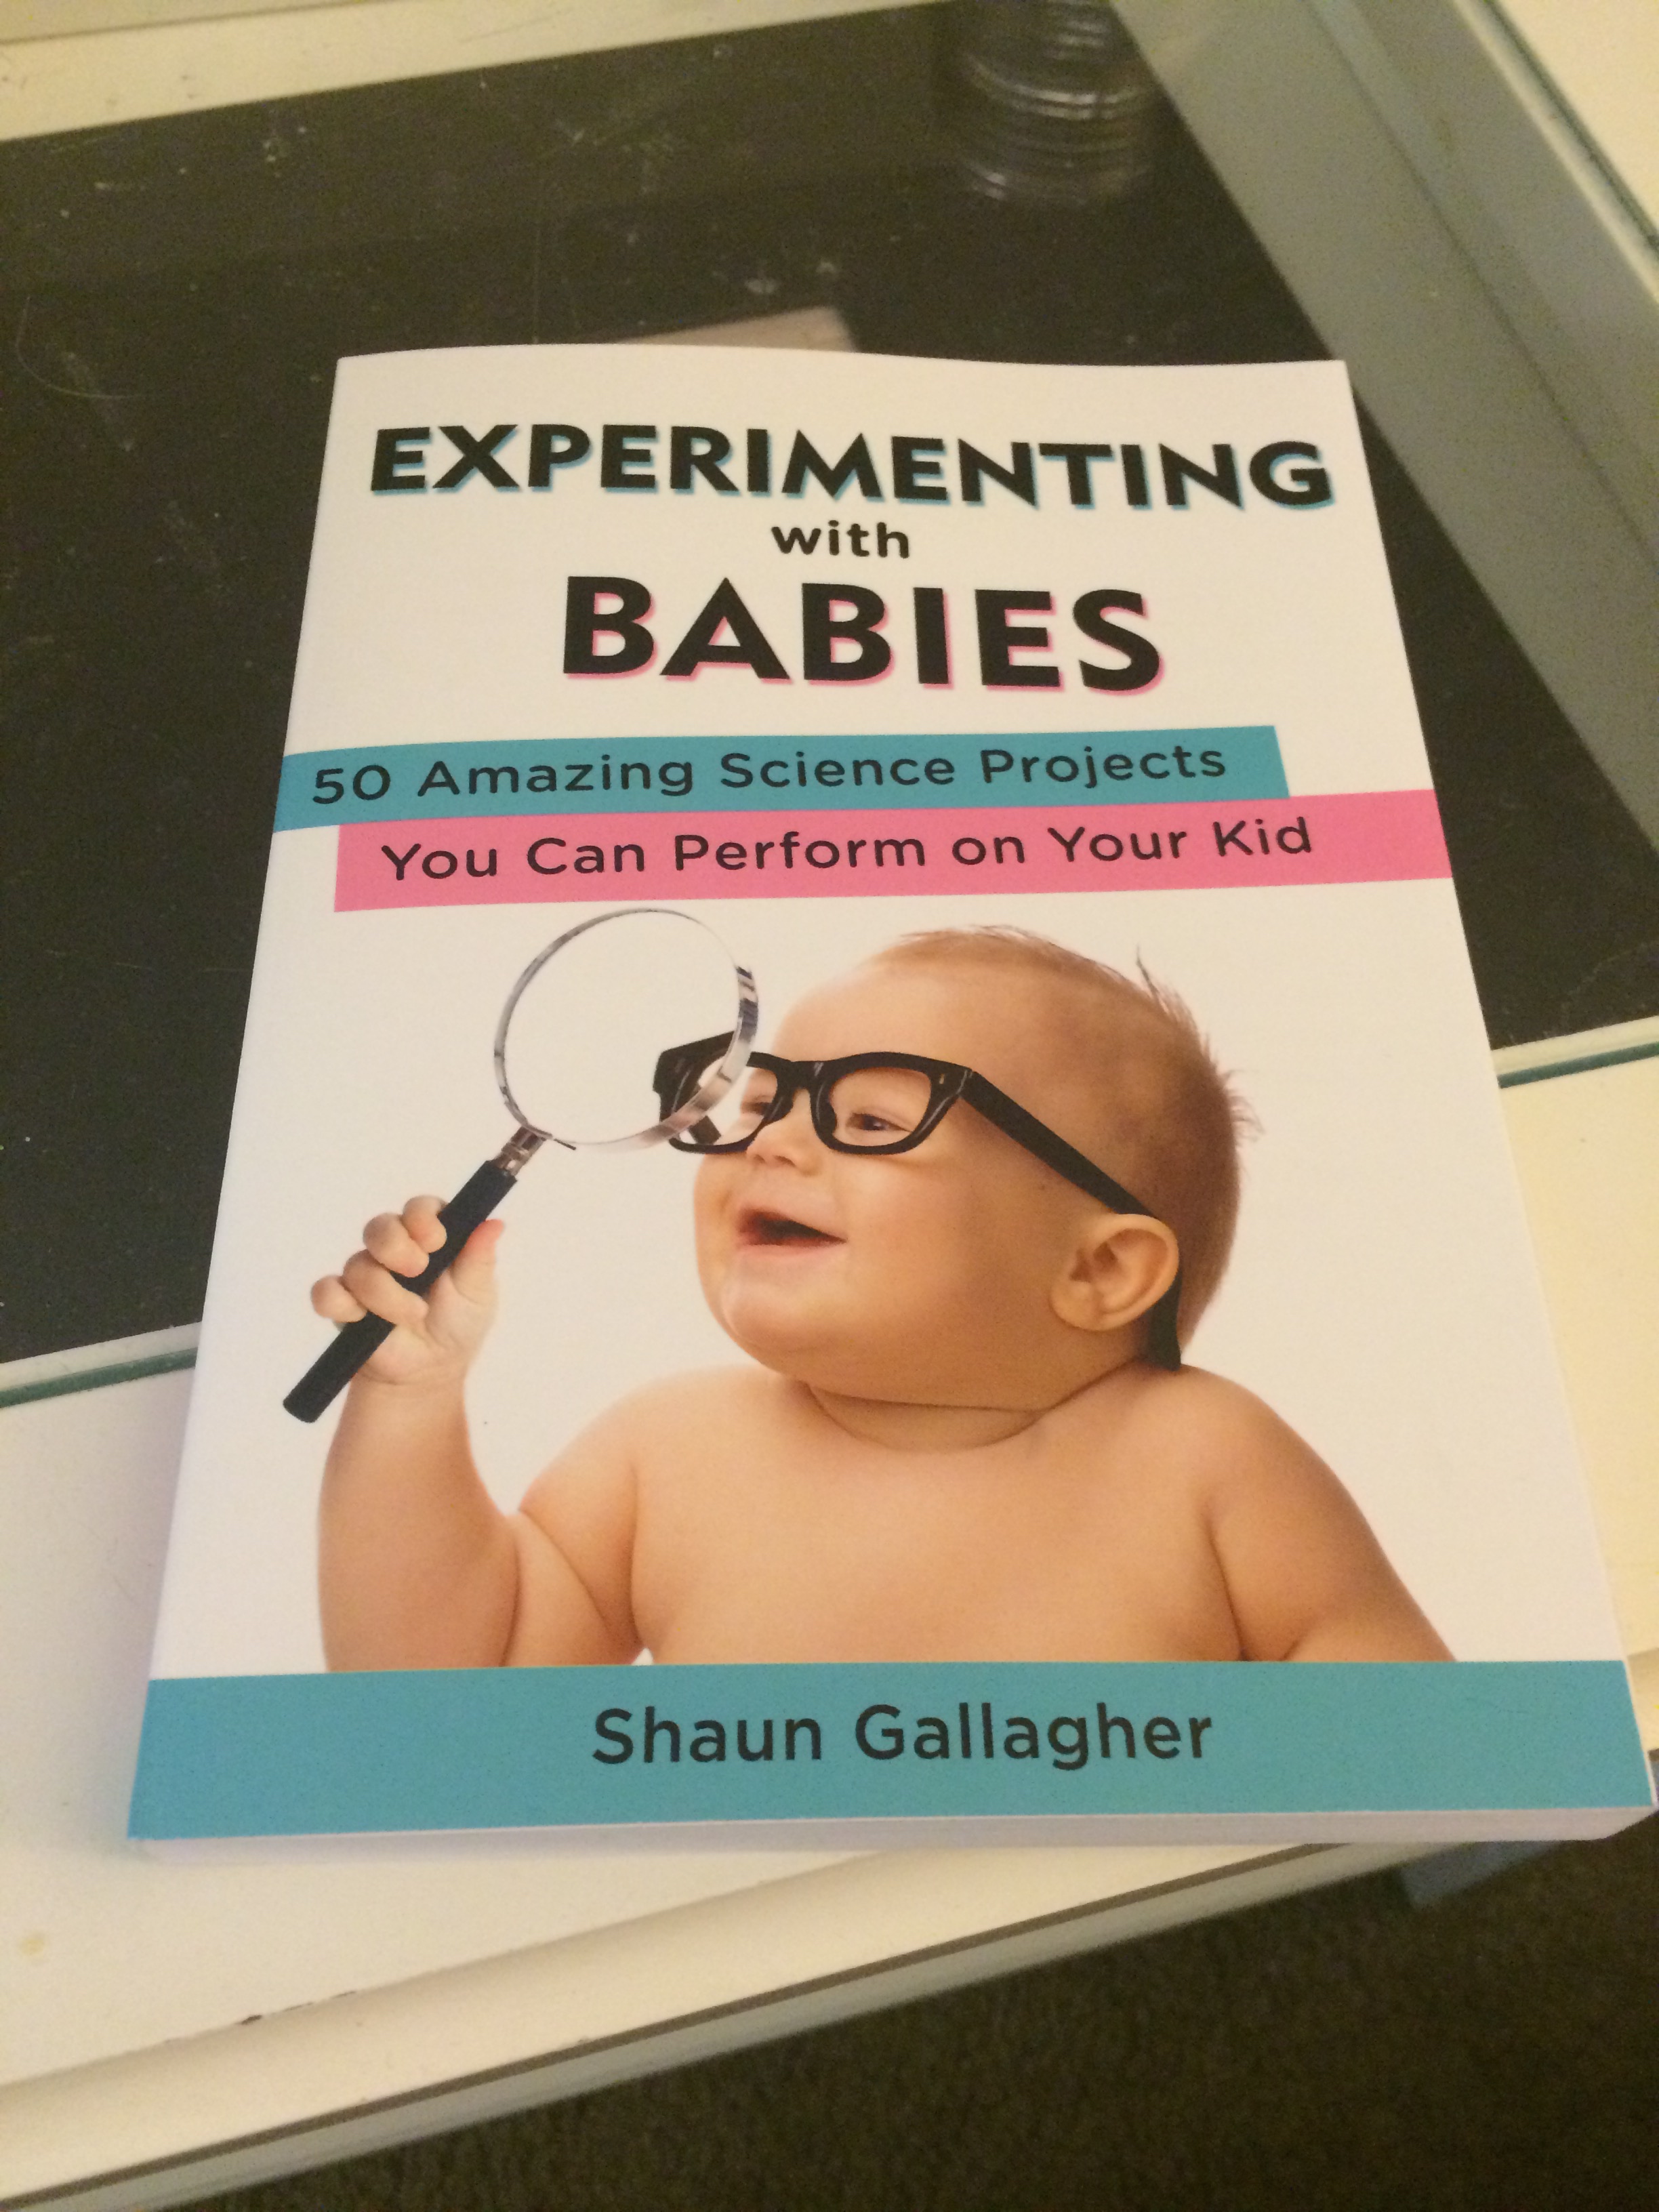 EXPERIMENTING
with
BABIES
50 Amazing Science Projects
You Can Perform on Your Kid
Shaun Gallagher